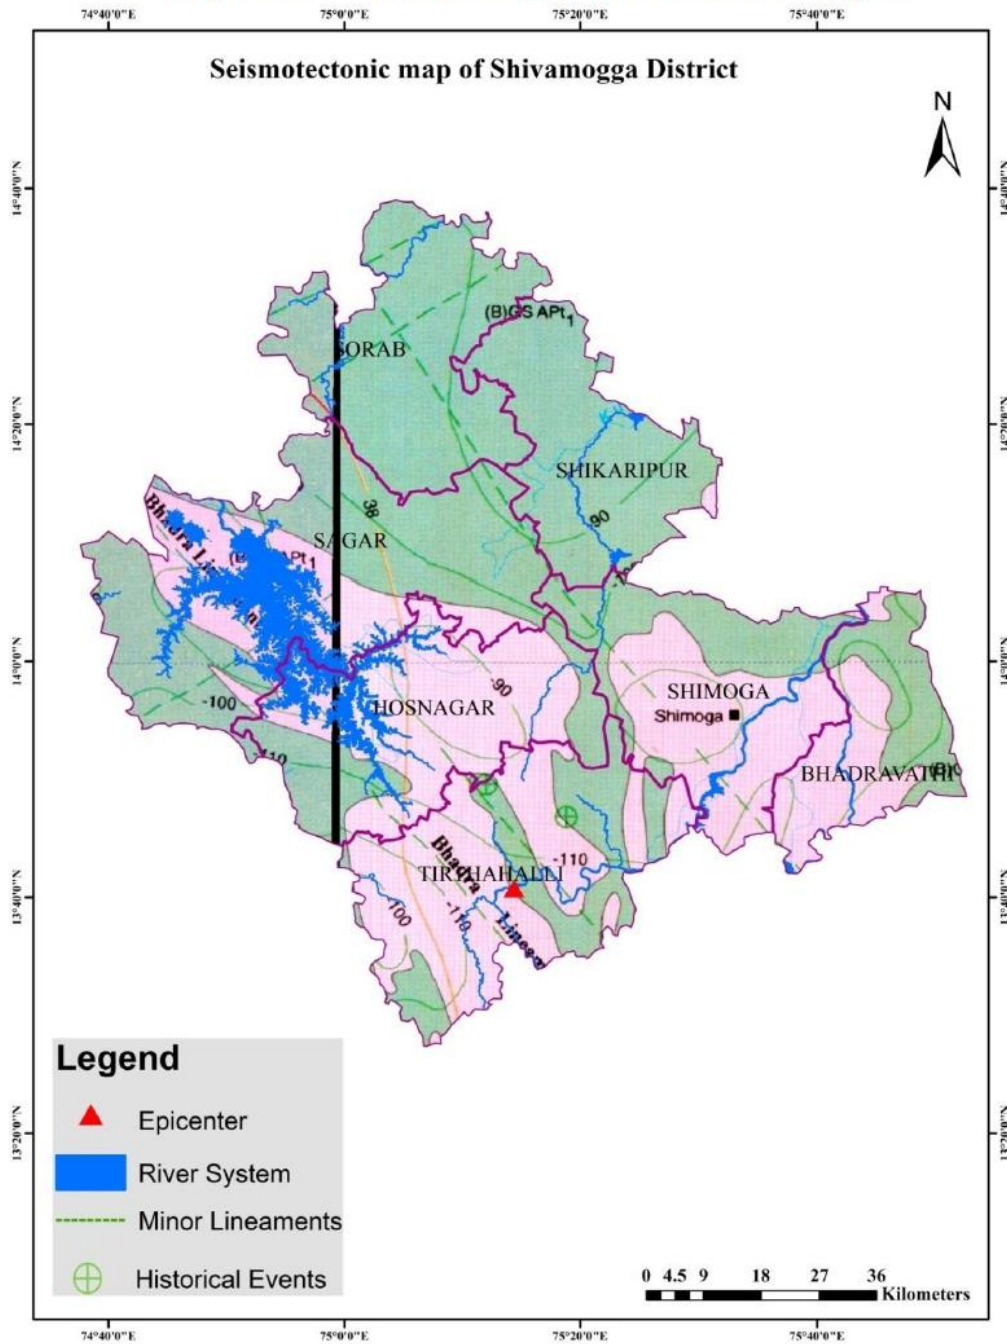 74°40'0"E 75°0'0"E 75°20'0"E 75°40'0"E
Seismotectonic map of Shivamogga District
N
14°40'0"N
14°20'0"N
14°0'0"N
13°40'0"N
13°20'0"N
(B)GS APt1
SORAB
SHIKARIPUR
90
38
SAGAR
Bhadra
APt1
-100
-110
HOSNAGAR
-90
SHIMOGA
Shimoga
BHADRAVATHI
TIRTHAHALLI
Bhadra
-110
100
-110
Legend
Epicenter
River System
Minor Lineaments
Historical Events
0 4.5 9 18 27 36
Kilometers
74°40'0"E 75°0'0"E 75°20'0"E 75°40'0"E